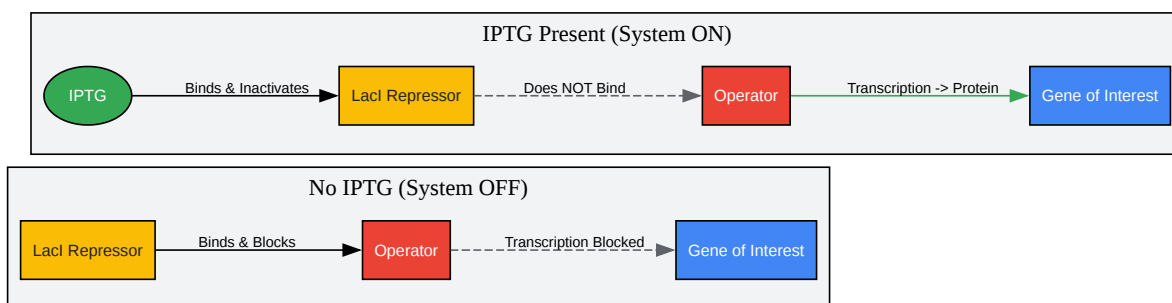 IPTG Present (System ON)
IPTG
Binds & Inactivates
LacI Repressor
Does NOT Bind
Operator
Transcription -> Protein
Gene of Interest
No IPTG (System OFF)
LacI Repressor
Binds & Blocks
Operator
Transcription Blocked
Gene of Interest